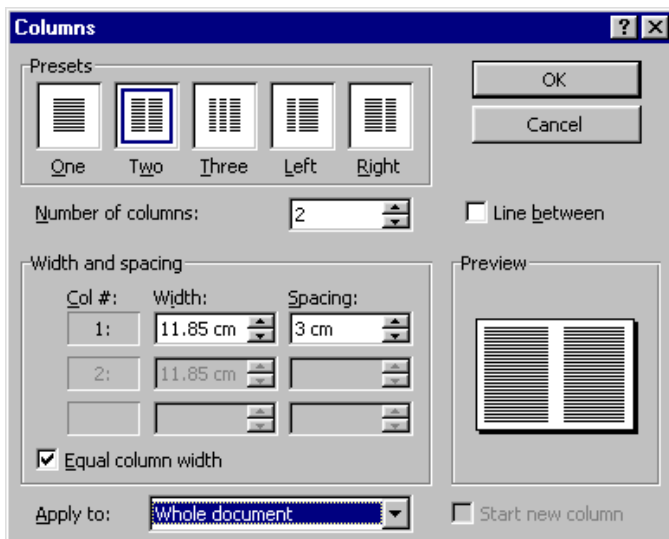 Columns
Presets
OK
Cancel
One Two Three Left Right
Number of columns: 2
Line between
Width and spacing
Preview
Col #: Width: Spacing:
1: 11.85 cm 3 cm
2: 11.85 cm
Equal column width
Apply to: Whole document
Start new column